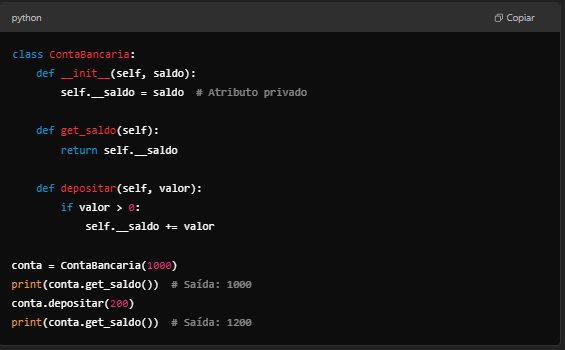 python
Copiar
class ContaBancaria:
    def __init__(self, saldo):
        self.__saldo = saldo  # Atributo privado

    def get_saldo(self):
        return self.__saldo

    def depositar(self, valor):
        if valor > 0:
            self.__saldo += valor

conta = ContaBancaria(1000)
print(conta.get_saldo())  # Saída: 1000
conta.depositar(200)
print(conta.get_saldo())  # Saída: 1200